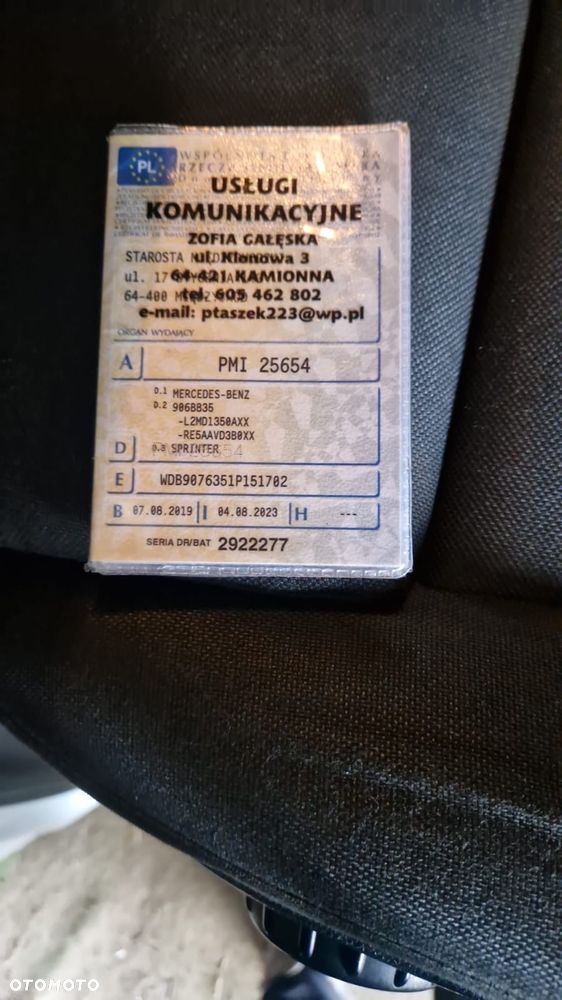 PL
USŁUGI
KOMUNIKACYJNE
ZOFIA GAŁĘSKA
STAROSTA
ul. Klonowa 3
ul. 17
64-421 KAMIONNA
64-400
tel. 605 462 802
e-mail: ptaszek223@wp.pl
ORGAN WYDAJĄCY
A PMI 25654
D.1 MERCEDES-BENZ
D.2 906BB35
-L2MD1350AXX
-RE5AAVD3B0XX
D D.3 SPRINTER
E WDB9076351P151702
B 07.08.2019 I 04.08.2023 H ---
SERIA DR/BAT 2922277
OTOMOTO